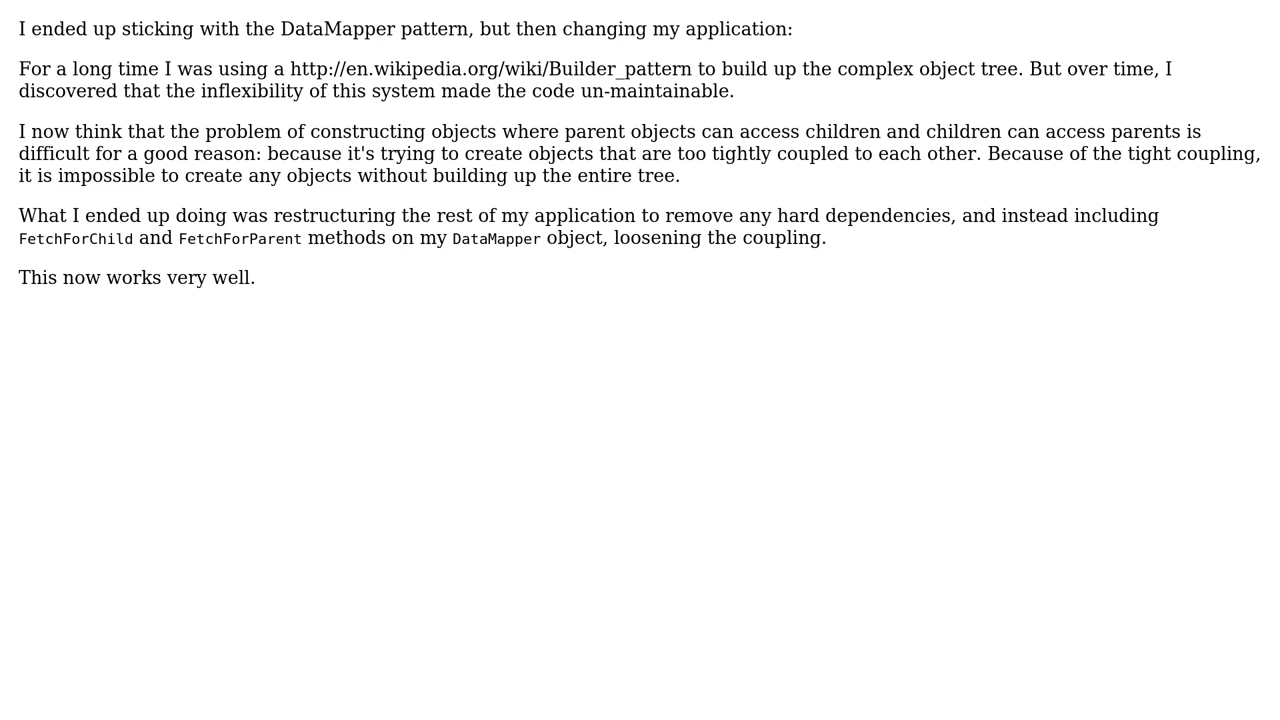 I ended up sticking with the DataMapper pattern, but then changing my application:
For a long time I was using a http://en.wikipedia.org/wiki/Builder_pattern to build up the complex object tree. But over time, I
discovered that the inflexibility of this system made the code un-maintainable.
I now think that the problem of constructing objects where parent objects can access children and children can access parents is
difficult for a good reason: because it's trying to create objects that are too tightly coupled to each other. Because of the tight coupling,
it is impossible to create any objects without building up the entire tree.
What I ended up doing was restructuring the rest of my application to remove any hard dependencies, and instead including
FetchForChild and FetchForParent methods on my DataMapper object, loosening the coupling.
This now works very well.